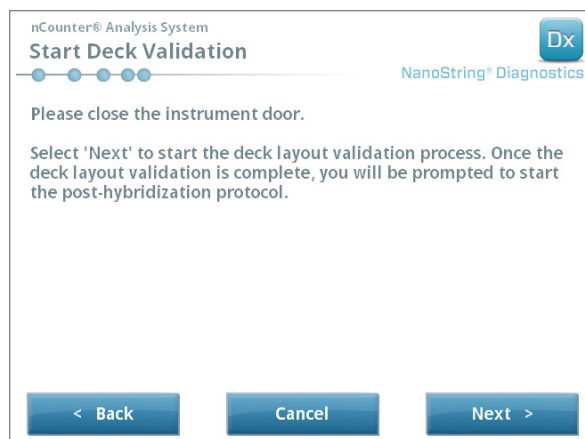 nCounter® Analysis System
Start Deck Validation
Dx
NanoString® Diagnostics
Please close the instrument door.
Select 'Next' to start the deck layout validation process. Once the
deck layout validation is complete, you will be prompted to start
the post-hybridization protocol.
< Back
Cancel
Next >